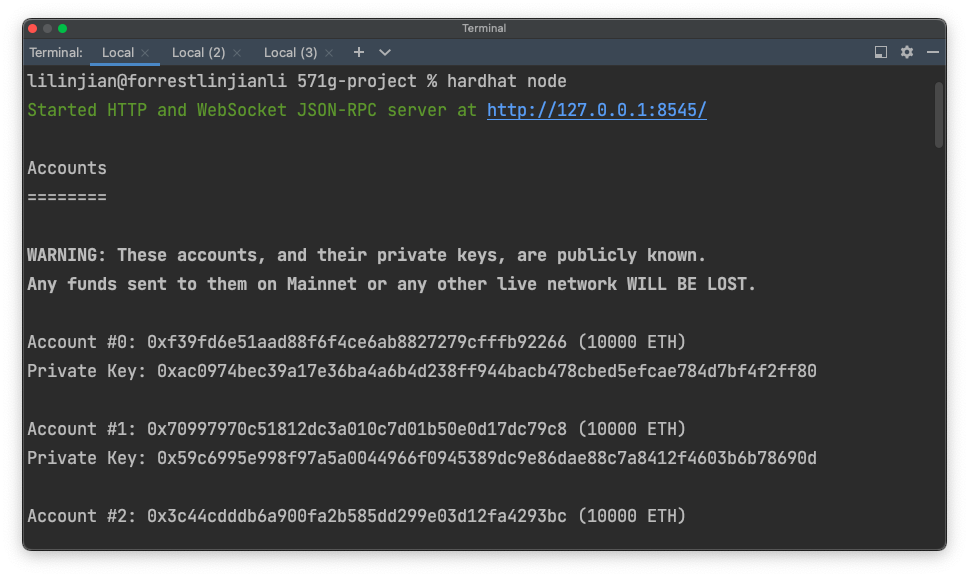 Terminal
Terminal: Local × Local (2) × Local (3) × +
lilinjian@forrestlinjianli 571g-project % hardhat node
Started HTTP and WebSocket JSON-RPC server at http://127.0.0.1:8545/
Accounts
========
WARNING: These accounts, and their private keys, are publicly known.
Any funds sent to them on Mainnet or any other live network WILL BE LOST.
Account #0: 0xf39fd6e51aad88f6f4ce6ab8827279cfffb92266 (10000 ETH)
Private Key: 0xac0974bec39a17e36ba4a6b4d238ff944bacb478cbed5efcae784d7bf4f2ff80
Account #1: 0x70997970c51812dc3a010c7d01b50e0d17dc79c8 (10000 ETH)
Private Key: 0x59c6995e998f97a5a0044966f0945389dc9e86dae88c7a8412f4603b6b78690d
Account #2: 0x3c44cdddb6a900fa2b585dd299e03d12fa4293bc (10000 ETH)